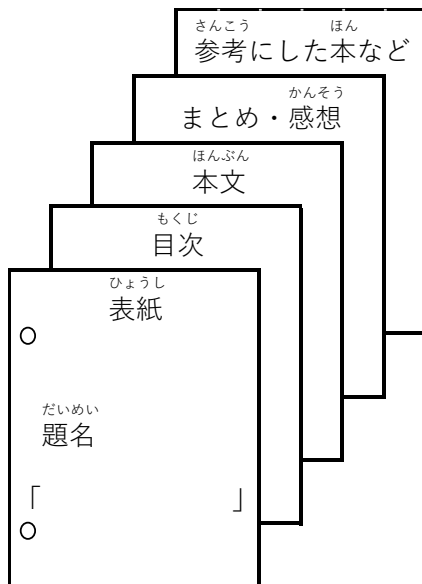 さんこう ほん
参考にした本など
かんそう
まとめ・感想
ほんぶん
本文
もくじ
目次
ひょうし
表紙
だいめい
題名
「 」